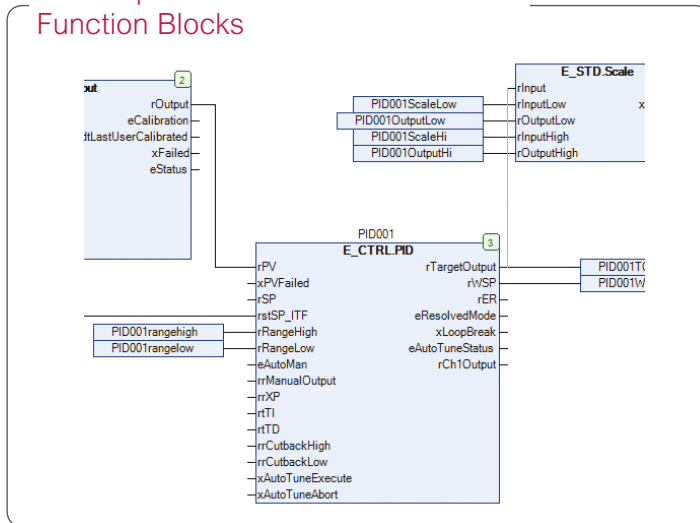 Function Blocks
2
rOutput
eCalibration
dtLastUserCalibrated
xFailed
eStatus
E_STD.Scale
rInput
PID001ScaleLow rInputLow x
PID001OutputLow rOutputLow
PID001ScaleHi rInputHigh
PID001OutputHi rOutputHigh
PID001
E_CTRL.PID 3
rPV rTargetOutput
xPVFailed rWSP
rSP rER
rstSP_ITF eResolvedMode
PID001rangehigh rRangeHigh xLoopBreak
PID001rangelow rRangeLow eAutoTuneStatus
eAutoMan rCh1Output
rrManualOutput
rrXP
rtTI
rtTD
rrCutbackHigh
rrCutbackLow
xAutoTuneExecute
xAutoTuneAbort